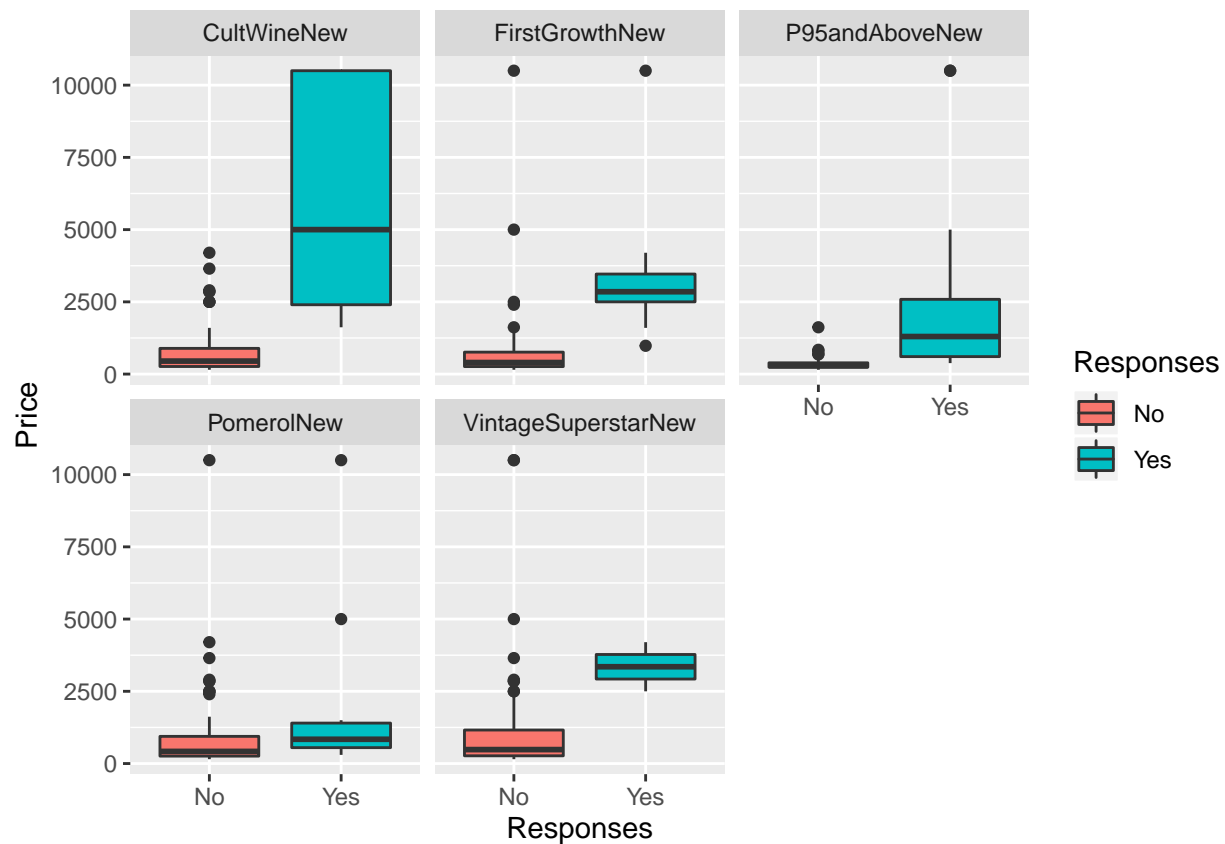 CultWineNew
FirstGrowthNew
P95andAboveNew
10000
7500
5000
2500
0
No
Yes
PomerolNew
VintageSuperstarNew
10000
7500
5000
2500
0
No
Yes
No
Yes
Responses
Price
Responses
No
Yes